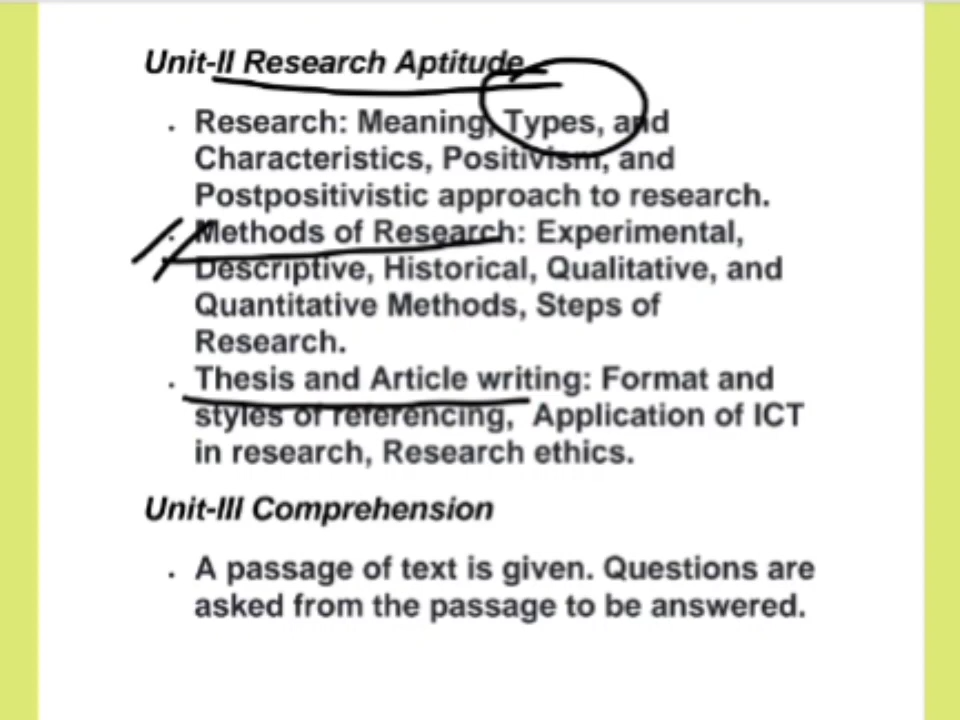 Unit-II Research Aptitude
. Research: Meaning, Types, and
Characteristics, Positivism, and
Postpositivistic approach to research.
. Methods of Research: Experimental,
Descriptive, Historical, Qualitative, and
Quantitative Methods, Steps of
Research.
. Thesis and Article writing: Format and
styles of referencing, Application of ICT
in research, Research ethics.
Unit-III Comprehension
. A passage of text is given. Questions are
asked from the passage to be answered.